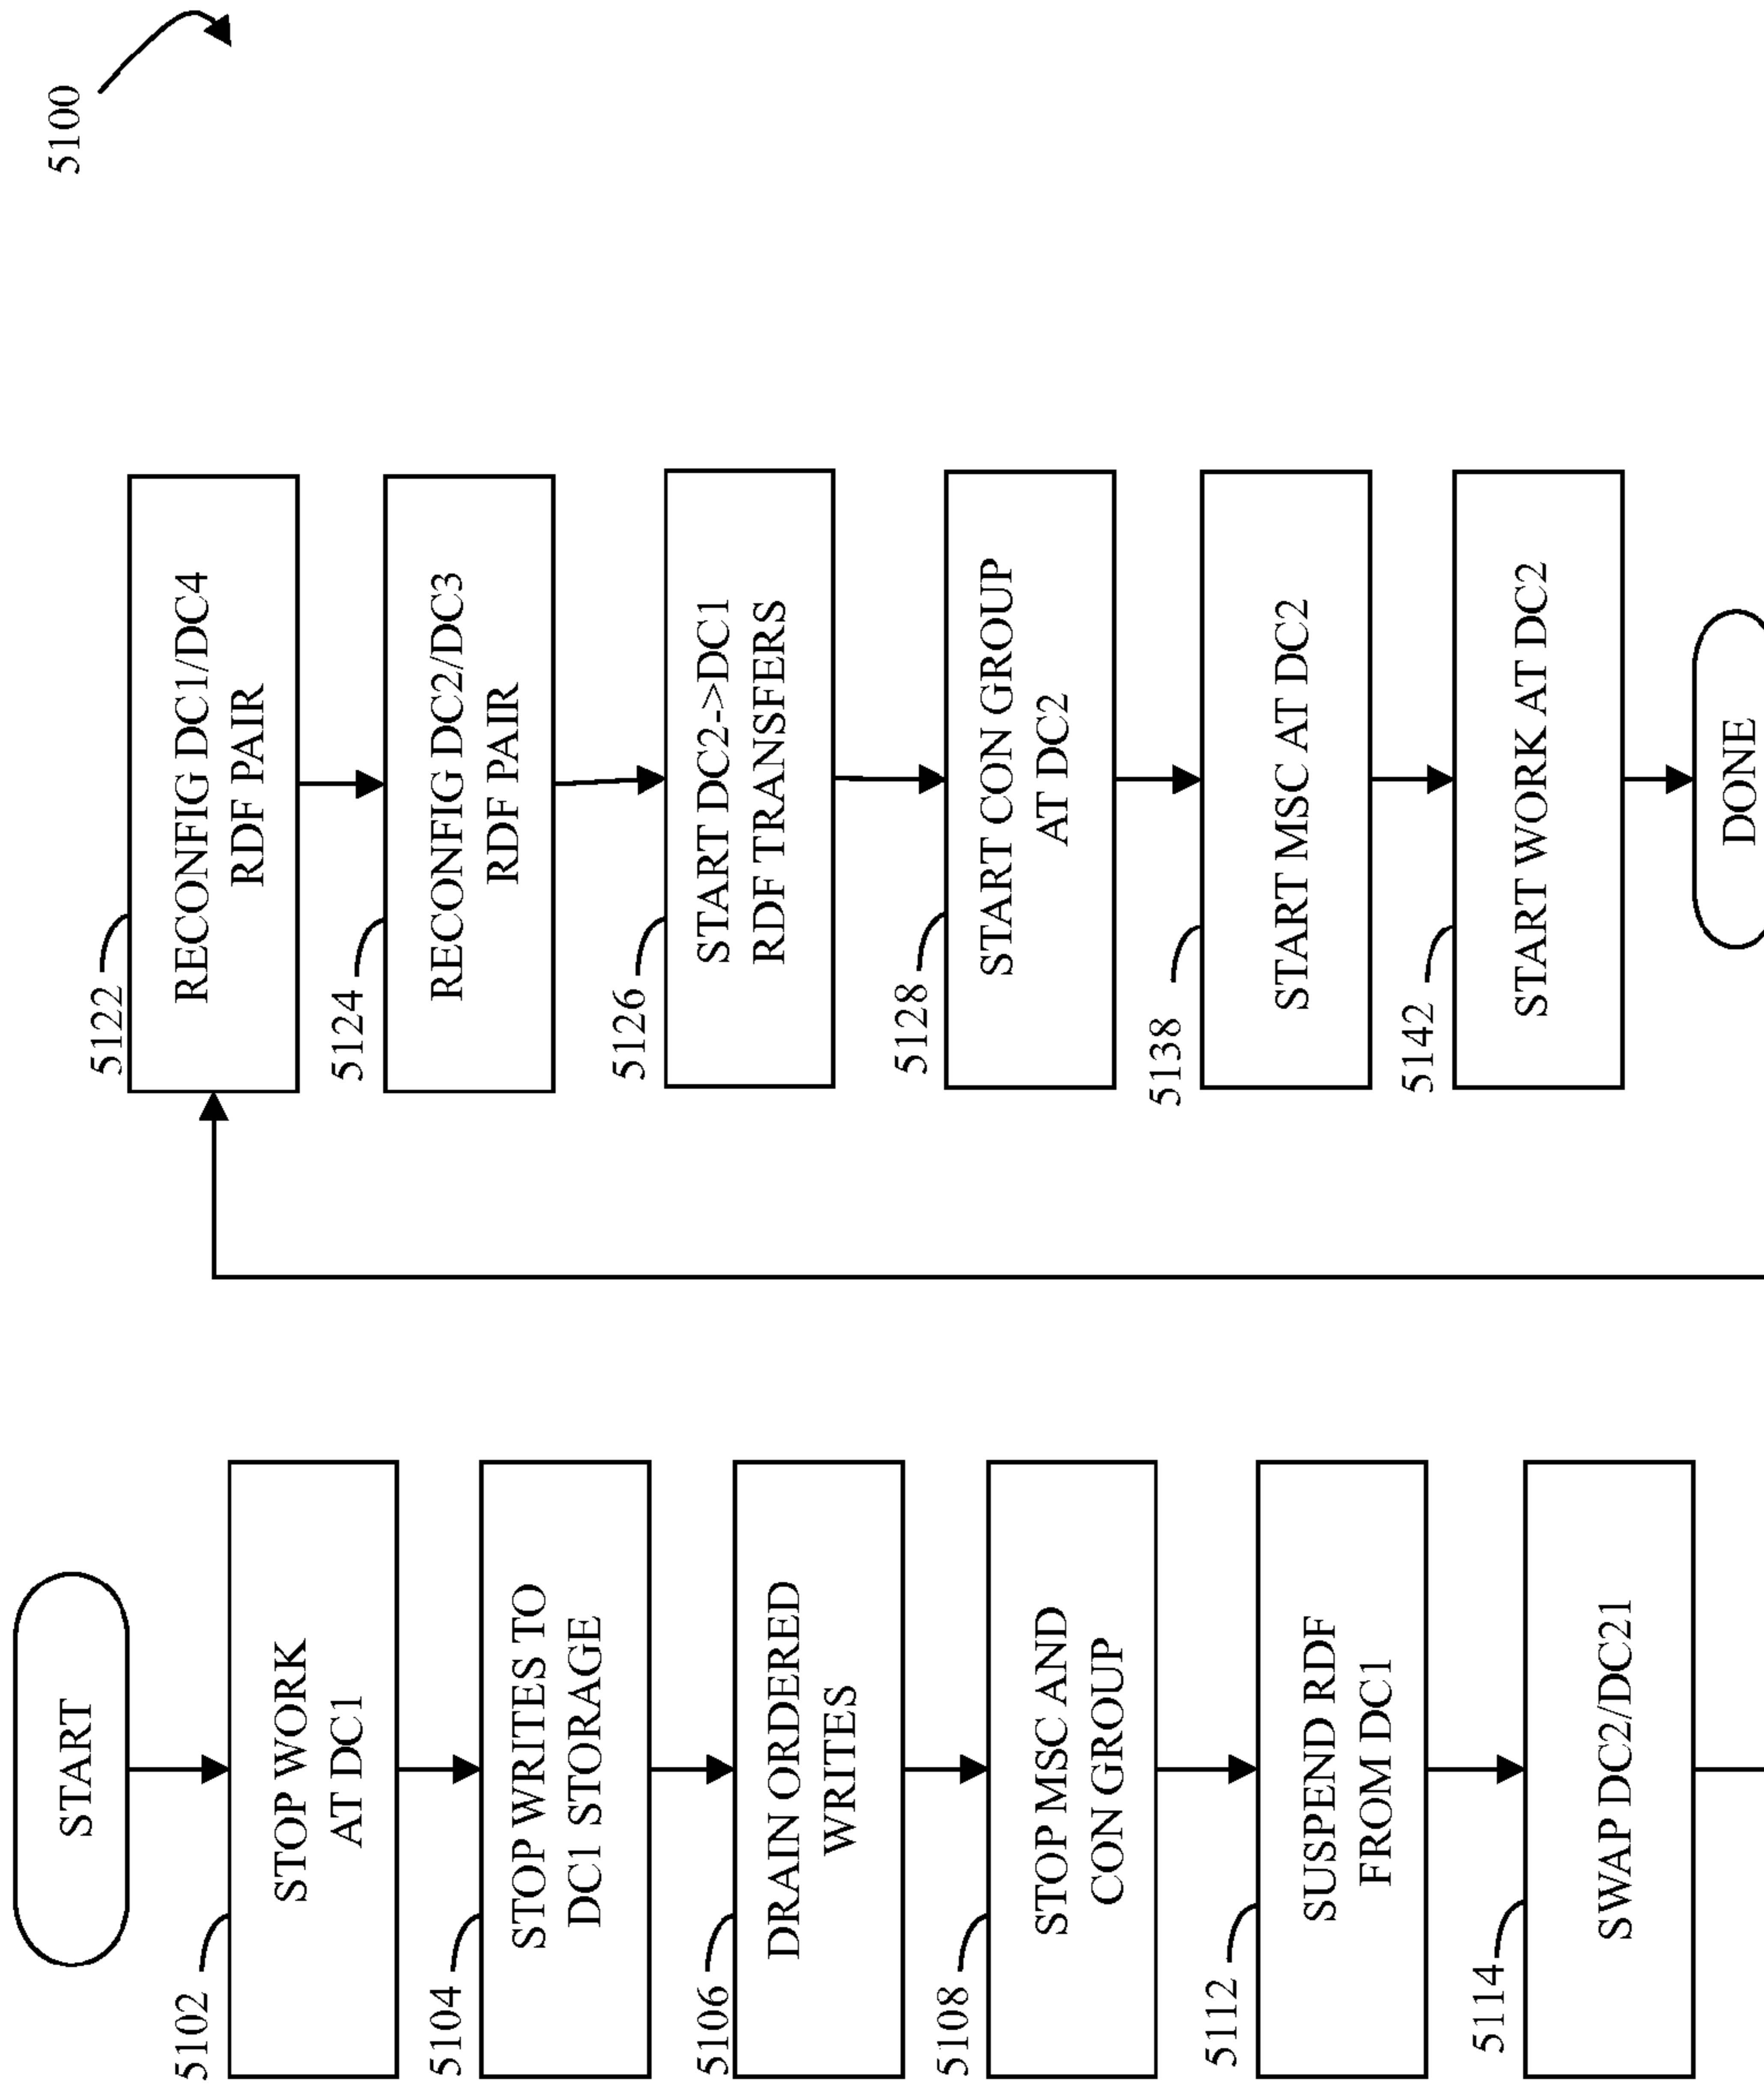 5100
START
5102
STOP WORK
AT DC1
5104
STOP WRITES TO
DC1 STORAGE
5106
DRAIN ORDERED
WRITES
5108
STOP MSC AND
CON GROUP
5112
SUSPEND RDF
FROM DC1
5114
SWAP DC2/DC21
5122
RECONFIG DC1/DC4
RDF PAIR
5124
RECONFIG DC2/DC3
RDF PAIR
5126
START DC2->DC1
RDF TRANSFERS
5128
START CON GROUP
AT DC2
5138
START MSC AT DC2
5142
START WORK AT DC2
DONE